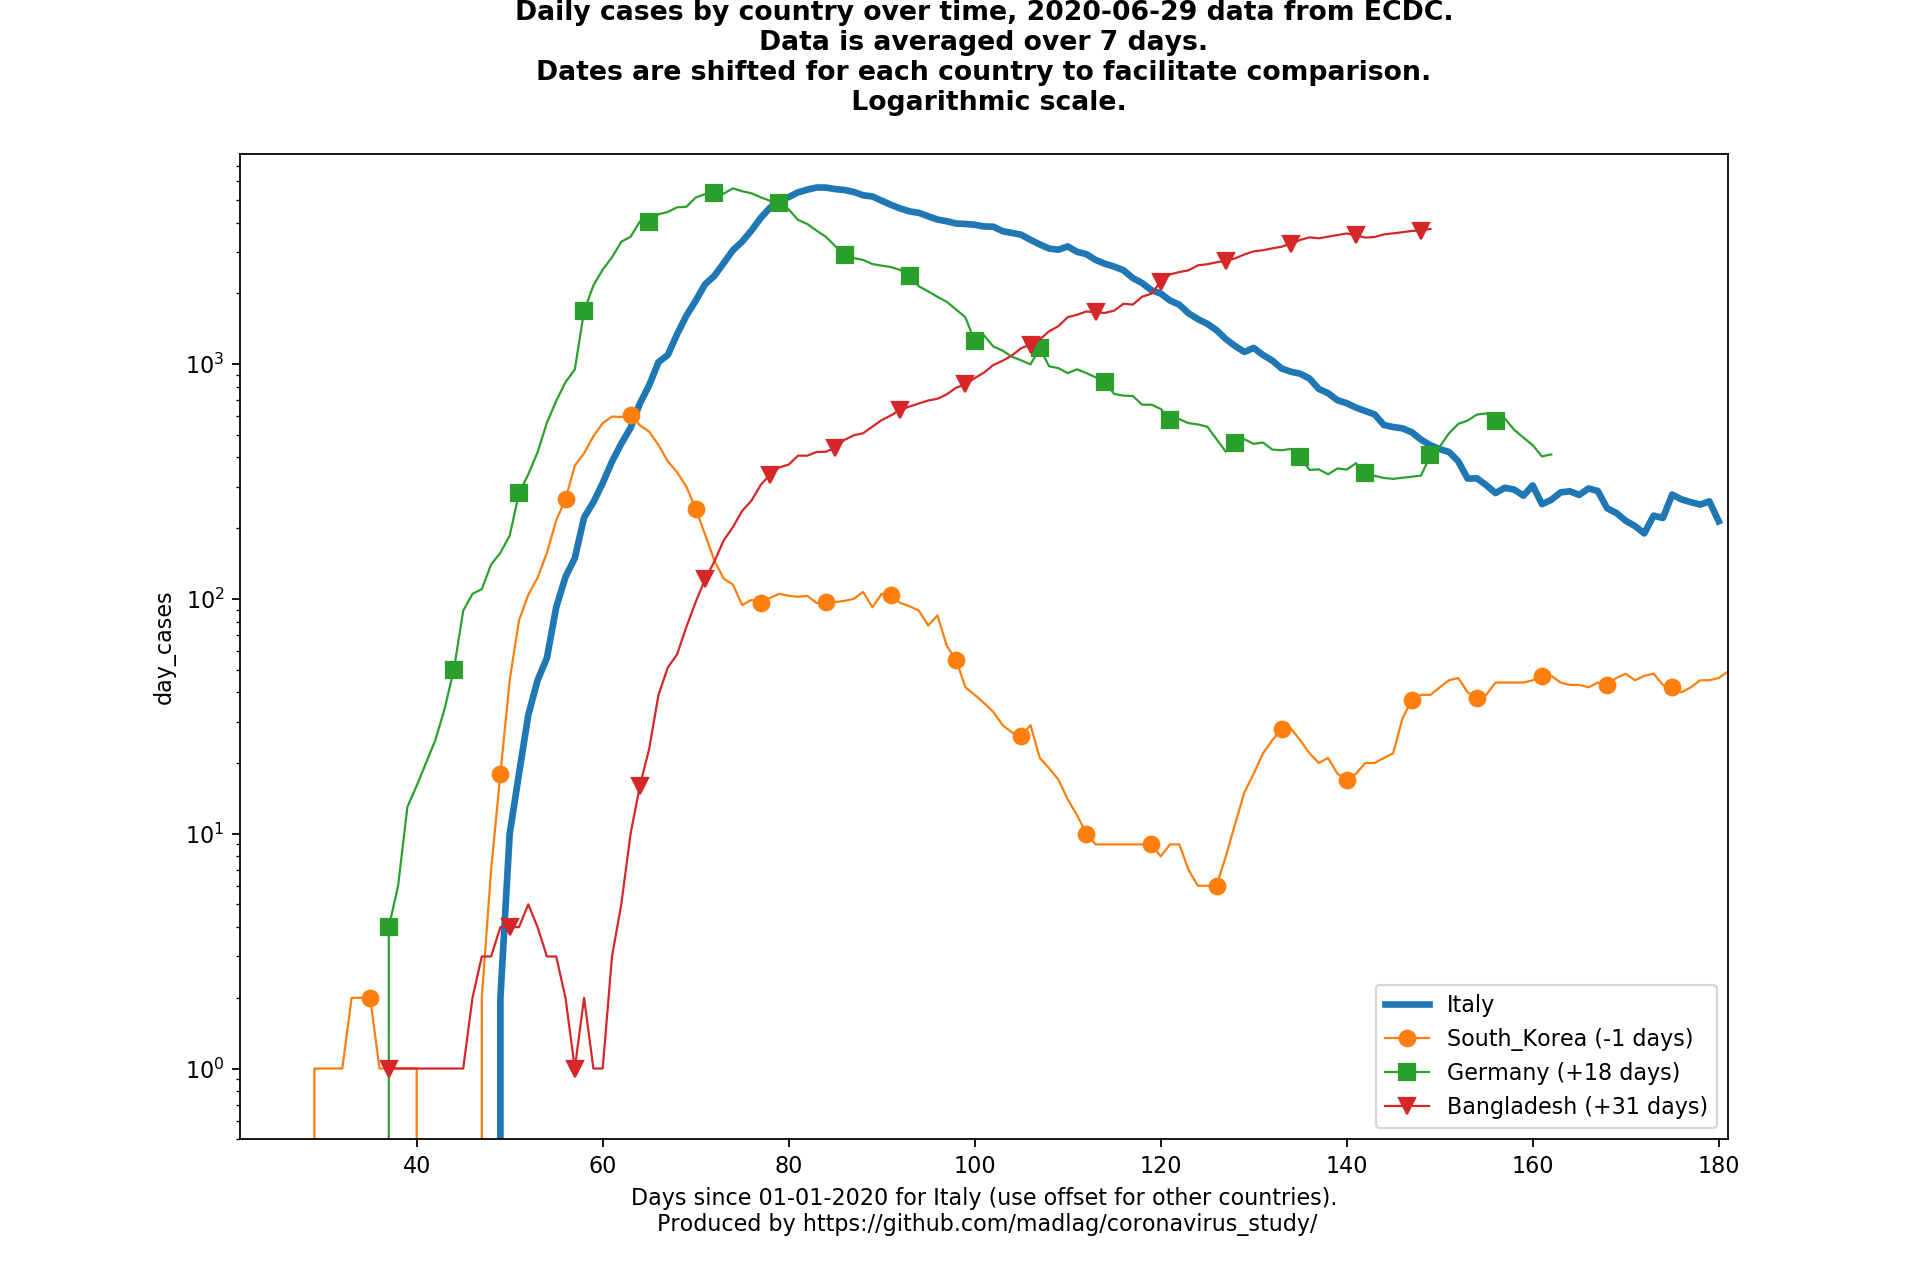 Daily cases by country over time, 2020-06-29 data from ECDC.
Data is averaged over 7 days.
Dates are shifted for each country to facilitate comparison.
Logarithmic scale.
day_cases
10³
10²
10¹
10⁰
Italy
South_Korea (-1 days)
Germany (+18 days)
Bangladesh (+31 days)
40 60 80 100 120 140 160 180
Days since 01-01-2020 for Italy (use offset for other countries).
Produced by https://github.com/madlag/coronavirus_study/